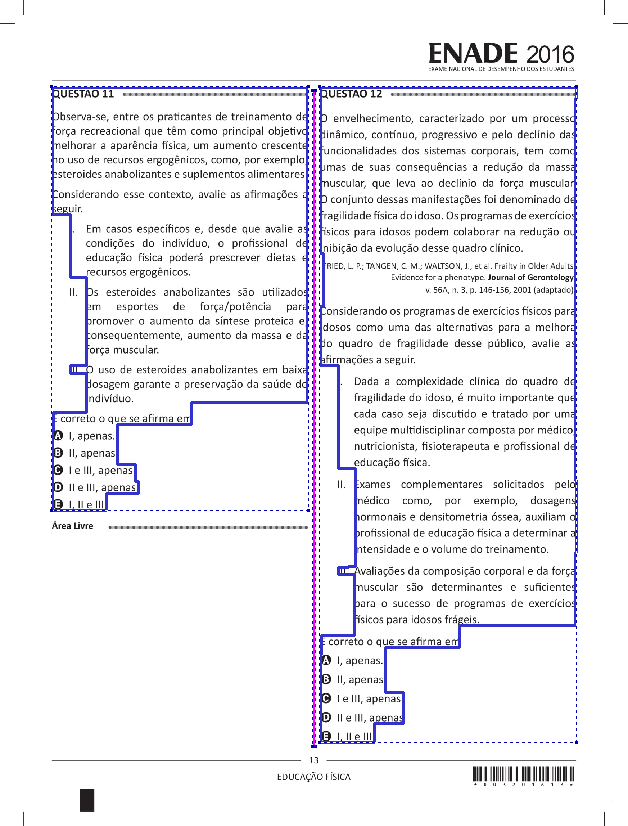 ENADE 2016
EXAME NACIONAL DE DESEMPENHO DOS ESTUDANTES
QUESTÃO 11
Observa-se, entre os praticantes de treinamento de
força recreacional que têm como principal objetivo
melhorar a aparência física, um aumento crescente
no uso de recursos ergogênicos, como, por exemplo,
esteroides anabolizantes e suplementos alimentares.
Considerando esse contexto, avalie as afirmações a
seguir.
I. Em casos específicos e, desde que avalie as
condições do indivíduo, o profissional de
educação física poderá prescrever dietas e
recursos ergogênicos.
II. Os esteroides anabolizantes são utilizados
em esportes de força/potência para
promover o aumento da síntese proteica e,
consequentemente, aumento da massa e da
força muscular.
III. O uso de esteroides anabolizantes em baixa
dosagem garante a preservação da saúde do
indivíduo.
É correto o que se afirma em
A I, apenas.
B II, apenas.
C I e III, apenas.
D II e III, apenas.
E I, II e III.
Área Livre
QUESTÃO 12
O envelhecimento, caracterizado por um processo
dinâmico, contínuo, progressivo e pelo declínio das
funcionalidades dos sistemas corporais, tem como
umas de suas consequências a redução da massa
muscular, que leva ao declínio da força muscular.
O conjunto dessas manifestações foi denominado de
fragilidade física do idoso. Os programas de exercícios
físicos para idosos podem colaborar na redução ou
inibição da evolução desse quadro clínico.
FRIED, L. P.; TANGEN, C. M.; WALTSON, J., et al. Frailty in Older Adults:
Evidence for a phenotype. Journal of Gerontology.
v. 56A, n. 3, p. 146-156, 2001 (adaptado).
Considerando os programas de exercícios físicos para
idosos como uma das alternativas para a melhora
do quadro de fragilidade desse público, avalie as
afirmações a seguir.
I. Dada a complexidade clínica do quadro de
fragilidade do idoso, é muito importante que
cada caso seja discutido e tratado por uma
equipe multidisciplinar composta por médico,
nutricionista, fisioterapeuta e profissional de
educação física.
II. Exames complementares solicitados pelo
médico como, por exemplo, dosagens
hormonais e densitometria óssea, auxiliam o
profissional de educação física a determinar a
intensidade e o volume do treinamento.
III. Avaliações da composição corporal e da força
muscular são determinantes e suficientes
para o sucesso de programas de exercícios
físicos para idosos frágeis.
É correto o que se afirma em
A I, apenas.
B II, apenas.
C I e III, apenas.
D II e III, apenas.
E I, II e III.
13
EDUCAÇÃO FÍSICA